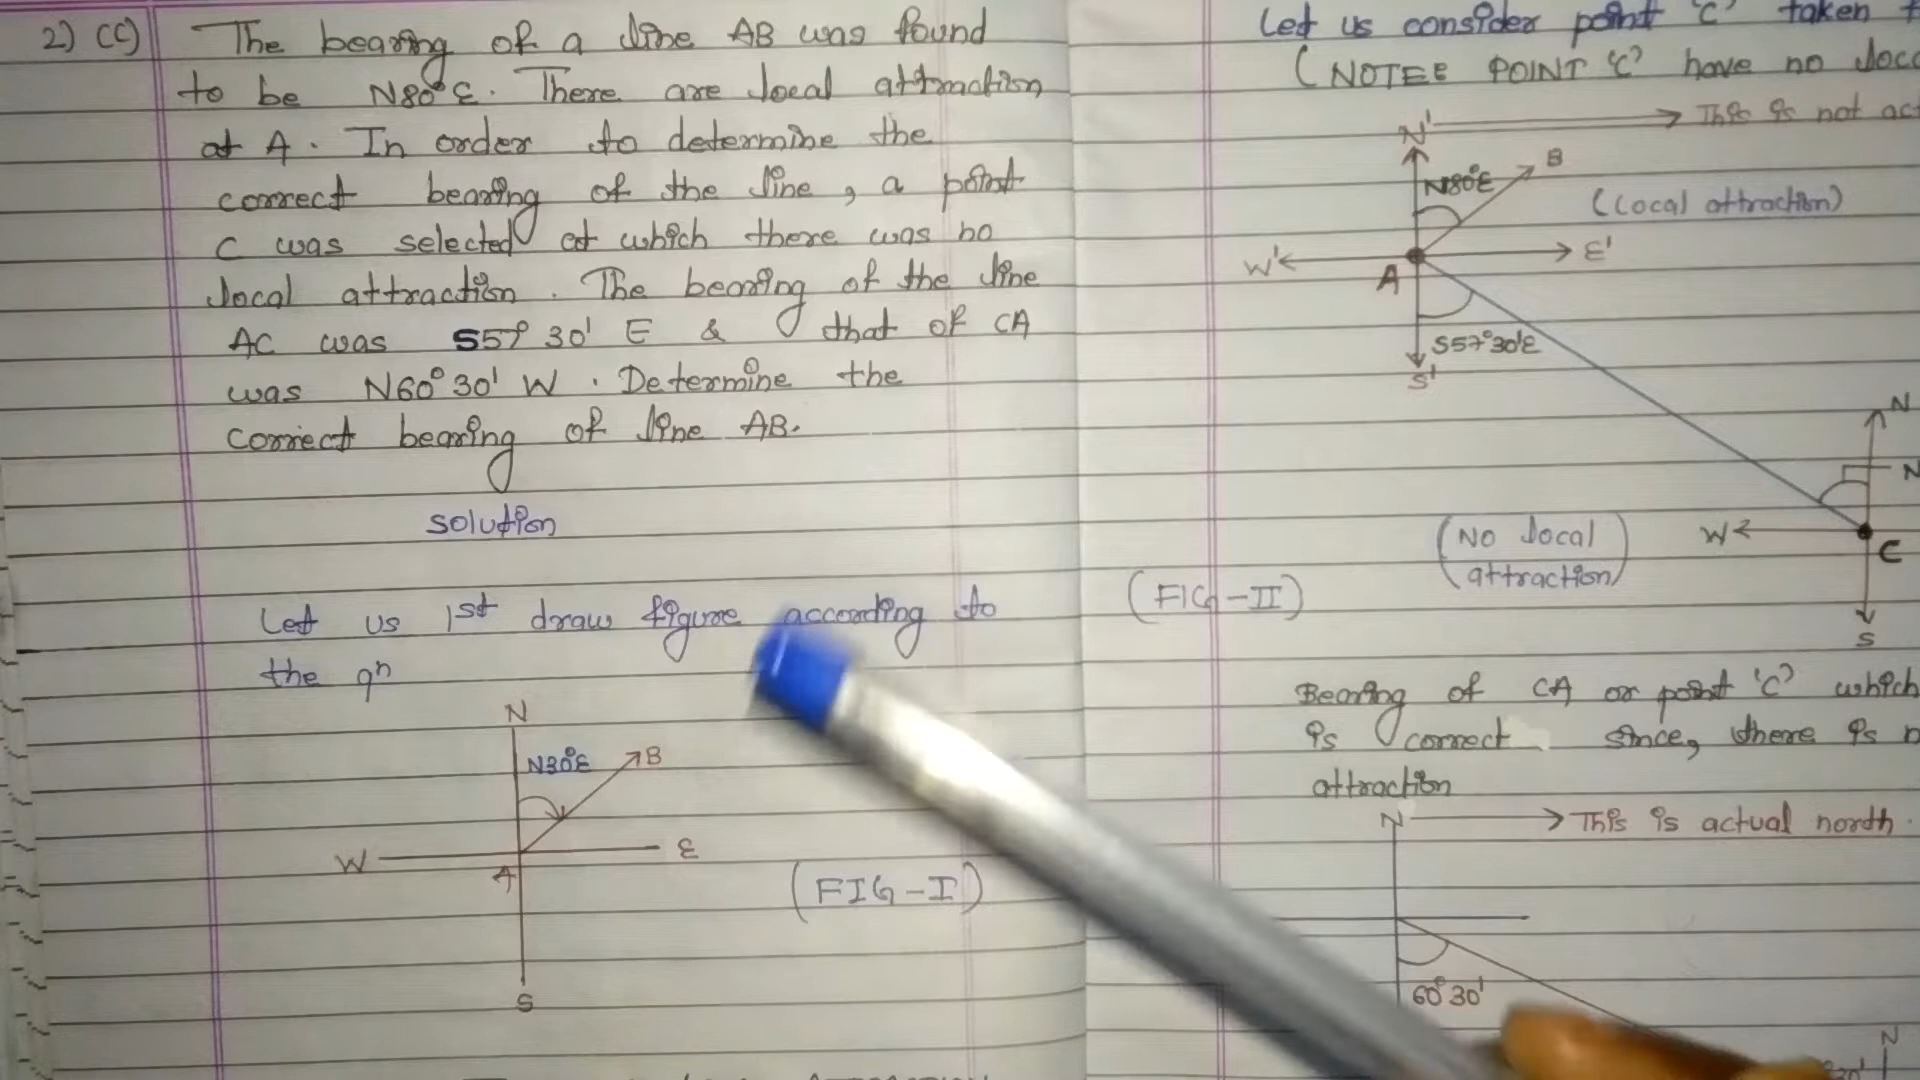 2) (C) The bearing of a line AB was found
to be N80°E. There are local attraction
at A. In order to determine the
correct bearing of the line, a point
C was selected at which there was no
local attraction. The bearing of the line
AC was S57° 30' E & that of CA
was N60° 30' W. Determine the
correct bearing of line AB.
Solution
Let us 1st draw figure according to
the qn
N
N30°E
B
W
E
A
(FIG-I)
S
Let us consider point 'C' taken
(NOTEE POINT 'C' have no
N'
This is not
B
N80°E
(Local attraction)
W'
E'
A
S57°30'E
S'
N
N
(No local
attraction)
W
C
(FIG-II)
S
Bearing of CA or point 'C' which
is correct since, there is
attraction
N
This is actual north.
60° 30'
N